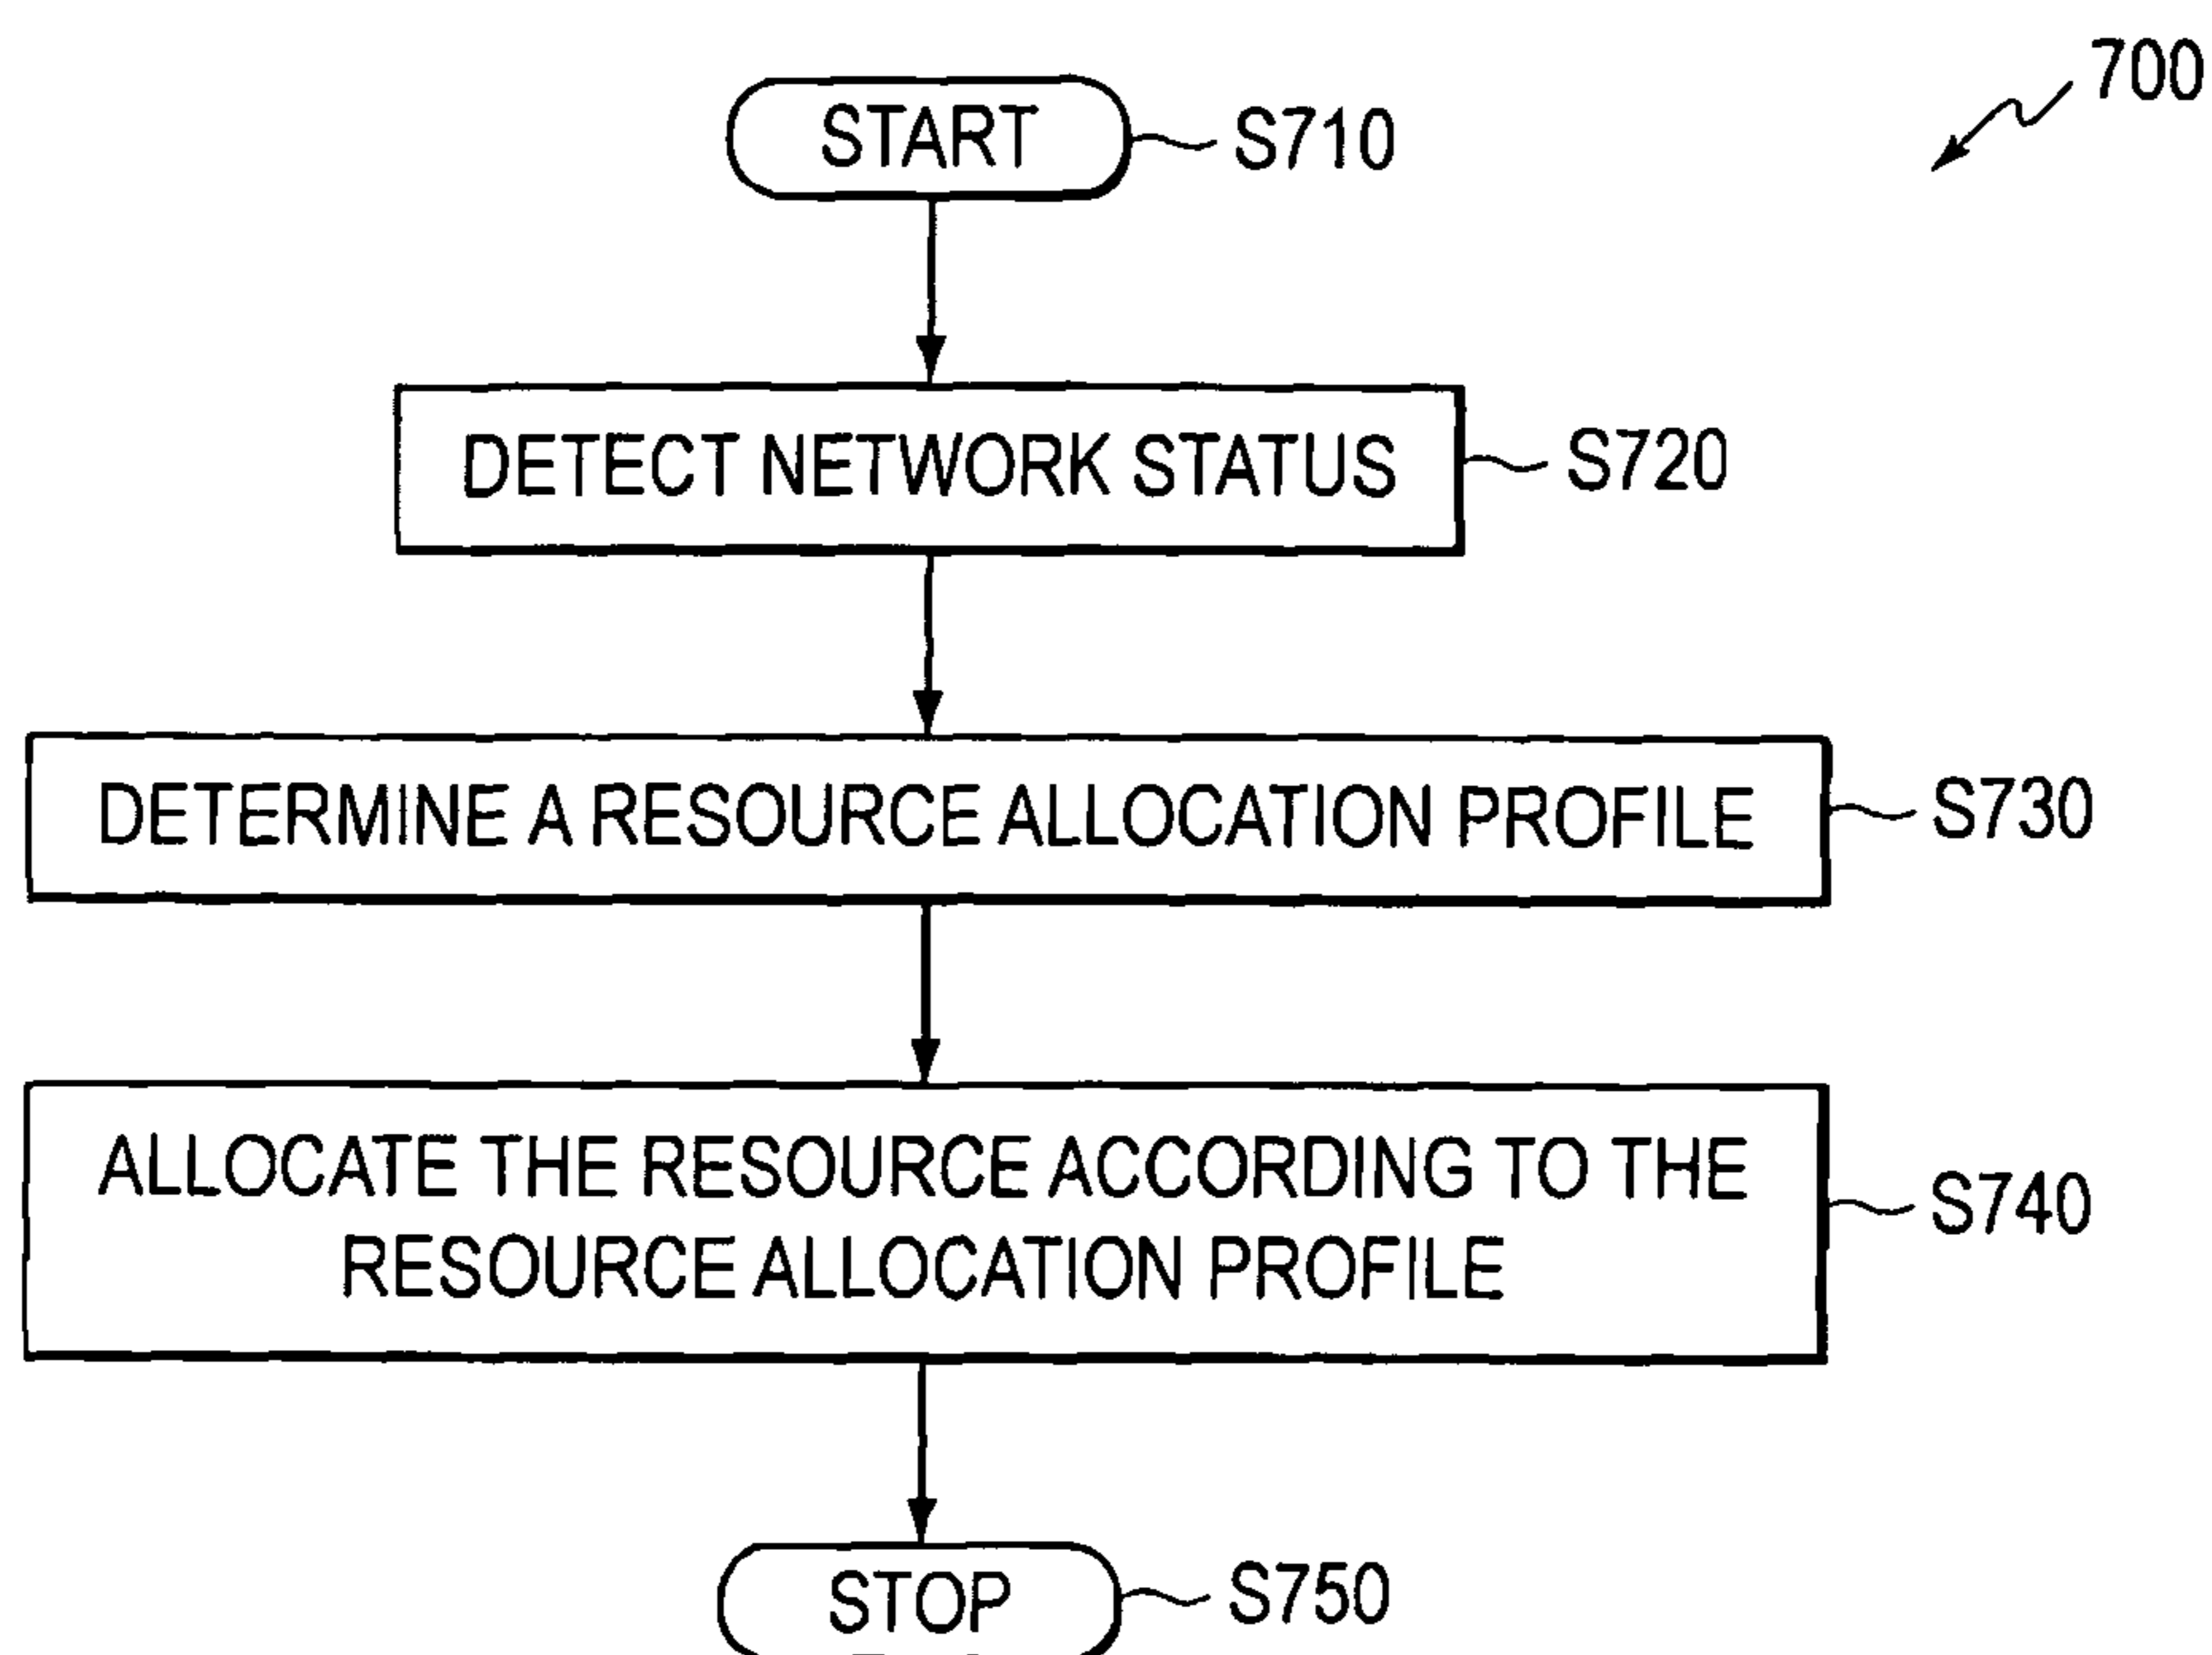 700
START
S710
DETECT NETWORK STATUS
S720
DETERMINE A RESOURCE ALLOCATION PROFILE
S730
ALLOCATE THE RESOURCE ACCORDING TO THE
RESOURCE ALLOCATION PROFILE
S740
STOP
S750